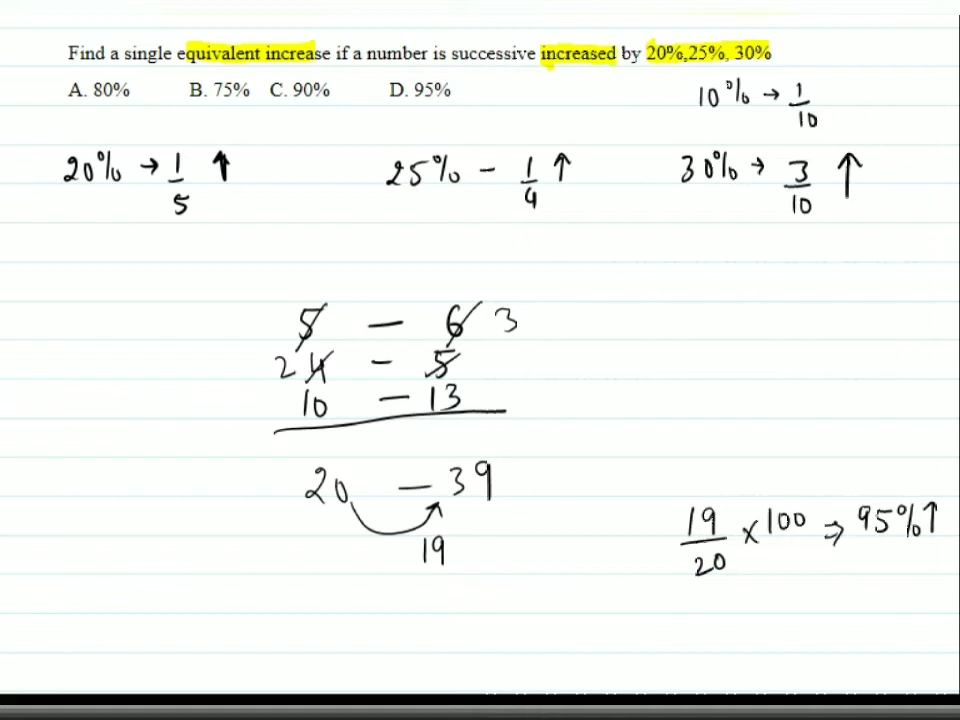 Find a single equivalent increase if a number is successive increased by 20%,25%, 30%
A. 80% B. 75% C. 90% D. 95%
10% → 1/10
20% → 1/5 ↑ 25% - 1/4 ↑ 30% → 3/10 ↑
5 — 6 3
2 4 - 5
10 — 13
20 — 39
19
19/20 × 100 ⇒ 95% ↑